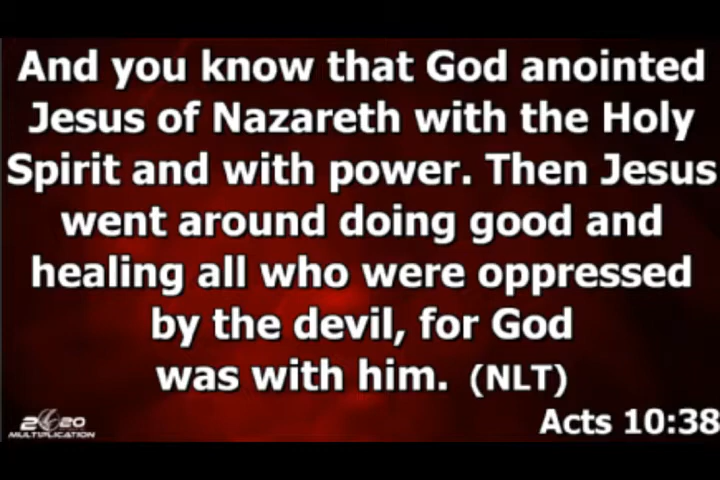 And you know that God anointed
Jesus of Nazareth with the Holy
Spirit and with power. Then Jesus
went around doing good and
healing all who were oppressed
by the devil, for God
was with him. (NLT)
Acts 10:38
2020
MULTIPLICATION